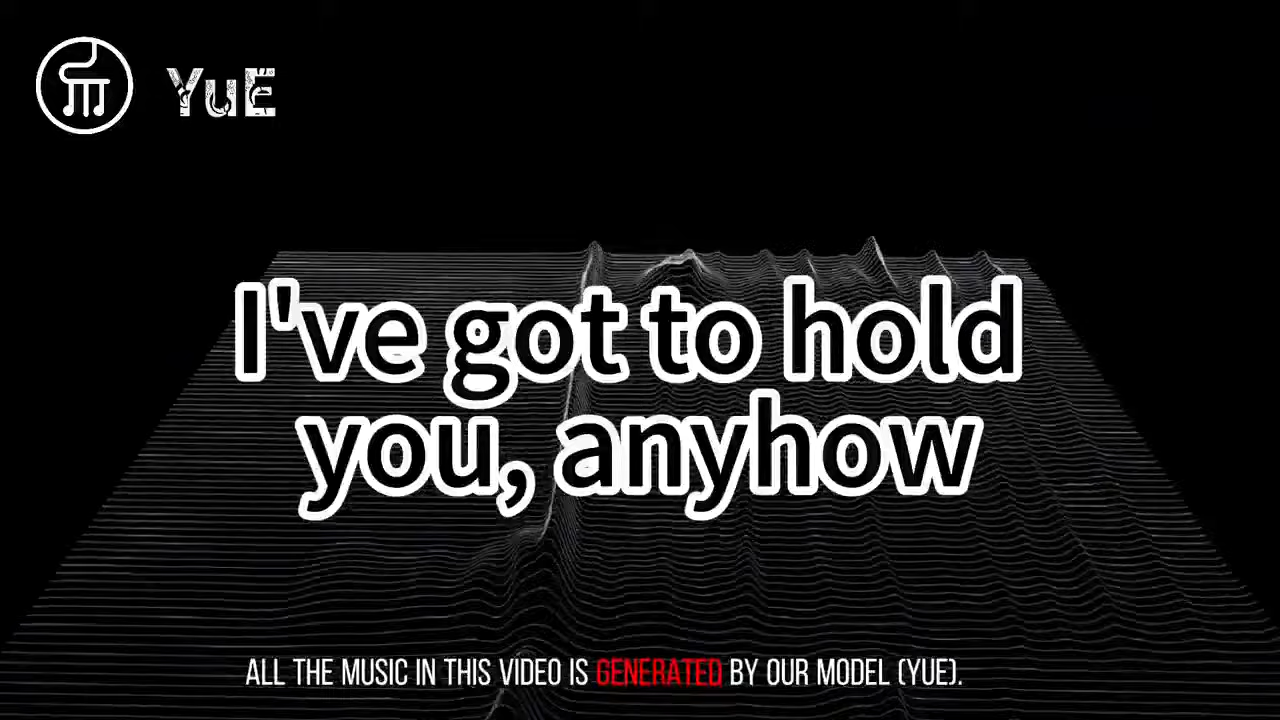 YuE
I've got to hold
you, anyhow
ALL THE MUSIC IN THIS VIDEO IS GENERATED BY OUR MODEL (YUE).